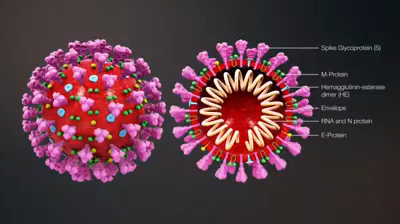 Spike Glycoprotein (S)
M-Protein
Hemagglutinin-esterase
dimer (HE)
Envelope
RNA and N protein
E-Protein